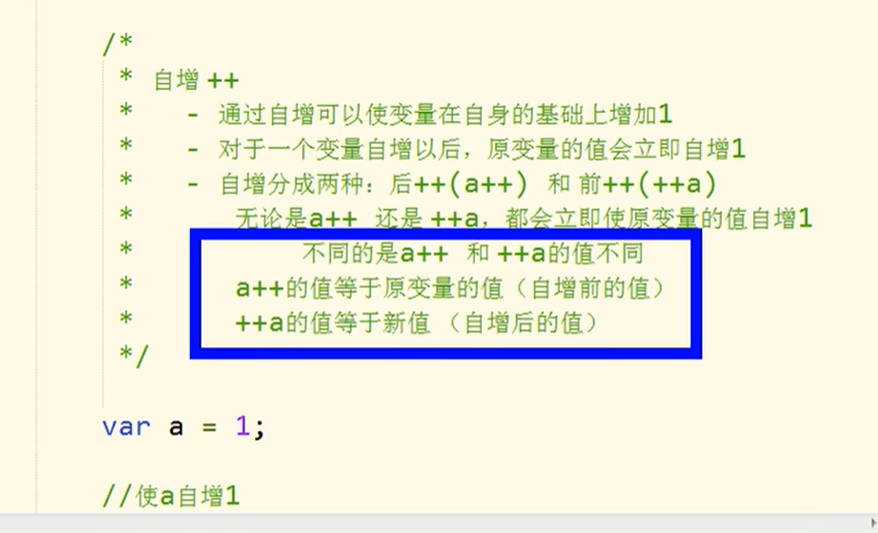 /*
* 自增 ++
* - 通过自增可以使变量在自身的基础上增加1
* - 对于一个变量自增以后，原变量的值会立即自增1
* - 自增分成两种：后++(a++) 和 前++(++a)
* 无论是a++ 还是 ++a，都会立即使原变量的值自增1
* 不同的是a++ 和 ++a的值不同
* a++的值等于原变量的值（自增前的值）
* ++a的值等于新值 （自增后的值）
*/
var a = 1;
//使a自增1